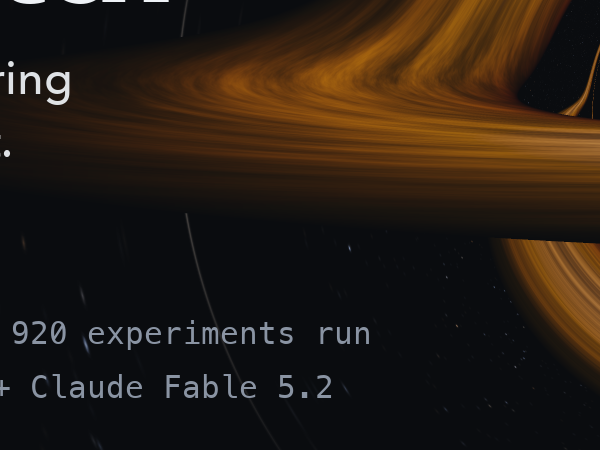 ring
.
920 experiments run
+ Claude Fable 5.2